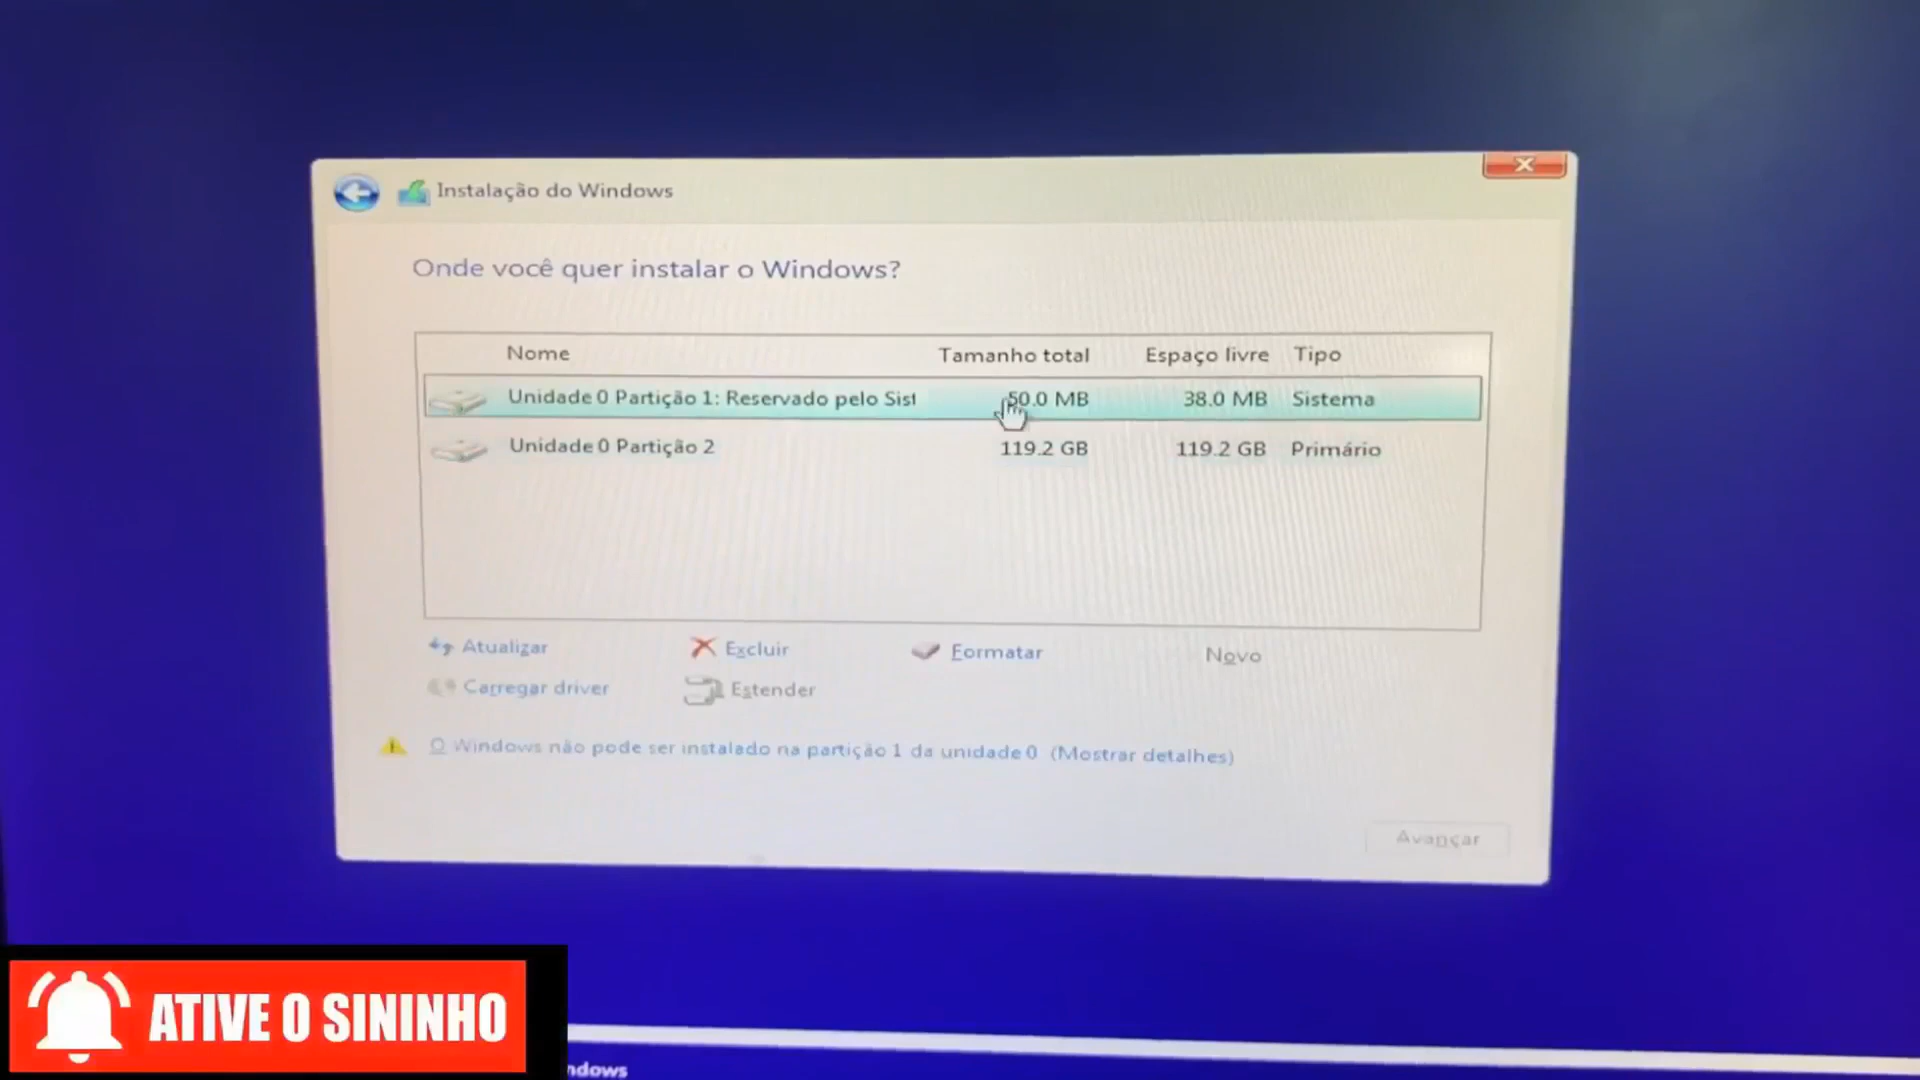 Instalação do Windows
Onde você quer instalar o Windows?
Nome Tamanho total Espaço livre Tipo
Unidade 0 Partição 1: Reservado pelo Sist 50.0 MB 38.0 MB Sistema
Unidade 0 Partição 2 119.2 GB 119.2 GB Primário
Atualizar Excluir Formatar Novo
Carregar driver Estender
O Windows não pode ser instalado na partição 1 da unidade 0 (Mostrar detalhes)
Avançar
ATIVE O SININHO
ndows